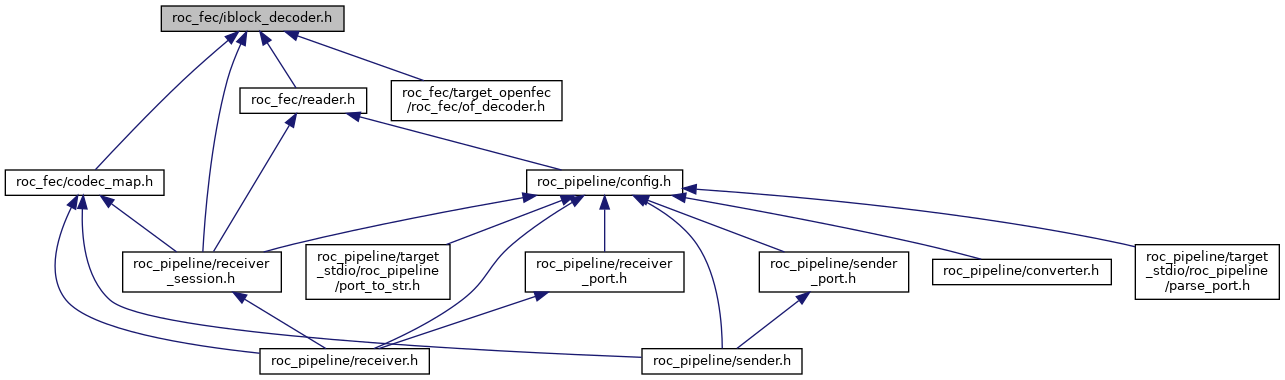 roc_fec/iblock_decoder.h
roc_fec/target_openfec
/roc_fec/of_decoder.h
roc_fec/reader.h
roc_fec/codec_map.h
roc_pipeline/config.h
roc_pipeline/receiver
_session.h
roc_pipeline/target
_stdio/roc_pipeline
/port_to_str.h
roc_pipeline/receiver
_port.h
roc_pipeline/sender
_port.h
roc_pipeline/converter.h
roc_pipeline/target
_stdio/roc_pipeline
/parse_port.h
roc_pipeline/receiver.h
roc_pipeline/sender.h